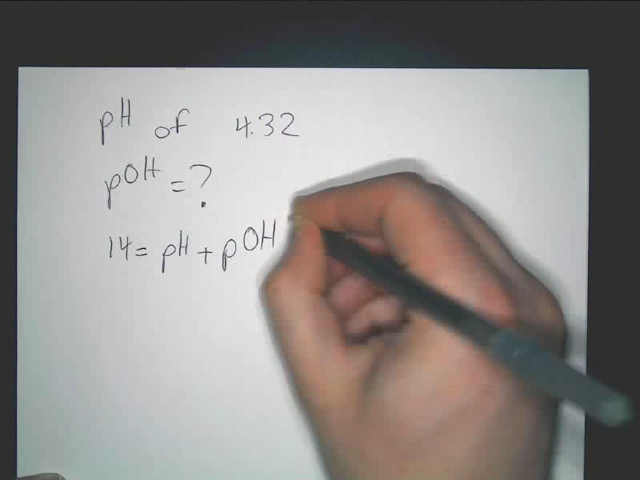 pH of 4.32
pOH = ?
14 = pH + pOH